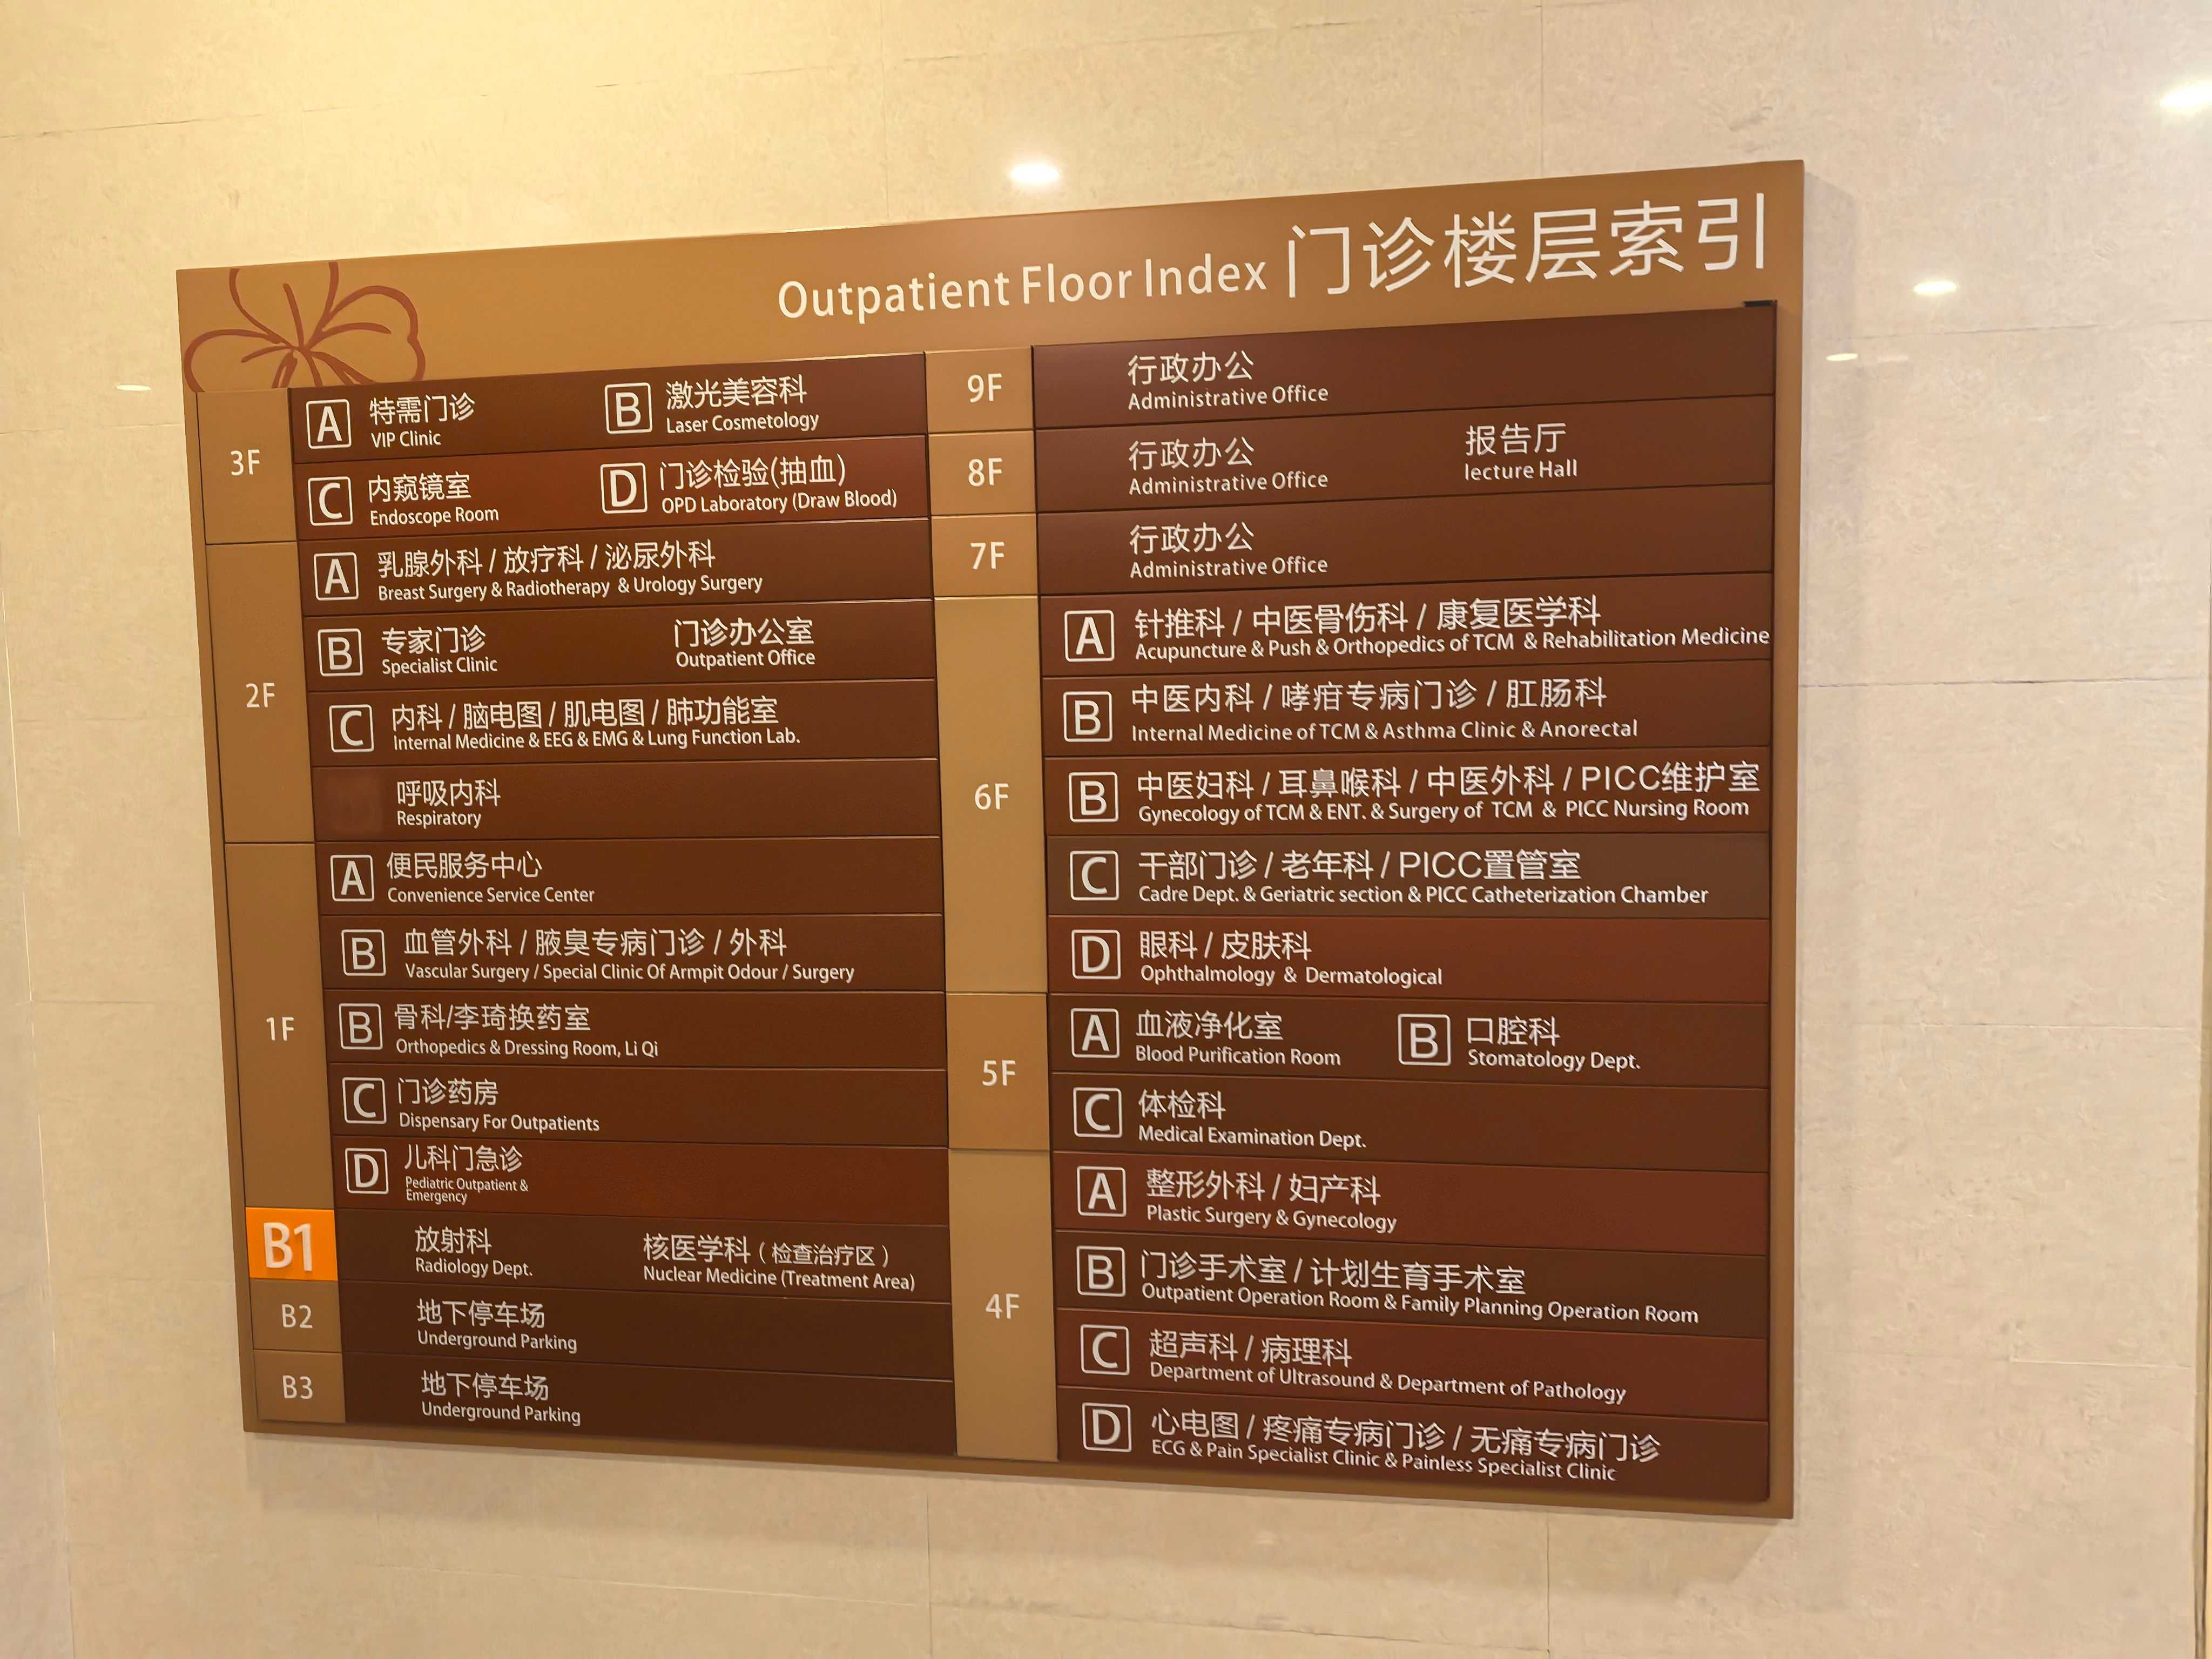 Outpatient Floor Index 门诊楼层索引
3F
A 特需门诊
VIP Clinic
B 激光美容科
Laser Cosmetology
C 内窥镜室
Endoscope Room
D 门诊检验(抽血)
OPD Laboratory (Draw Blood)
2F
A 乳腺外科 / 放疗科 / 泌尿外科
Breast Surgery & Radiotherapy & Urology Surgery
B 专家门诊
Specialist Clinic
门诊办公室
Outpatient Office
C 内科 / 脑电图 / 肌电图 / 肺功能室
Internal Medicine & EEG & EMG & Lung Function Lab.
呼吸内科
Respiratory
1F
A 便民服务中心
Convenience Service Center
B 血管外科 / 腋臭专病门诊 / 外科
Vascular Surgery / Special Clinic Of Armpit Odour / Surgery
B 骨科/李琦换药室
Orthopedics & Dressing Room, Li Qi
C 门诊药房
Dispensary For Outpatients
D 儿科门急诊
Pediatric Outpatient &
Emergency
B1
放射科
Radiology Dept.
核医学科（检查治疗区）
Nuclear Medicine (Treatment Area)
B2
地下停车场
Underground Parking
B3
地下停车场
Underground Parking
9F
行政办公
Administrative Office
8F
行政办公
Administrative Office
报告厅
lecture Hall
7F
行政办公
Administrative Office
6F
A 针推科 / 中医骨伤科 / 康复医学科
Acupuncture & Push & Orthopedics of TCM & Rehabilitation Medicine
B 中医内科 / 哮疳专病门诊 / 肛肠科
Internal Medicine of TCM & Asthma Clinic & Anorectal
B 中医妇科 / 耳鼻喉科 / 中医外科 / PICC维护室
Gynecology of TCM & ENT. & Surgery of TCM & PICC Nursing Room
C 干部门诊 / 老年科 / PICC置管室
Cadre Dept. & Geriatric section & PICC Catheterization Chamber
D 眼科 / 皮肤科
Ophthalmology & Dermatological
5F
A 血液净化室
Blood Purification Room
B 口腔科
Stomatology Dept.
C 体检科
Medical Examination Dept.
4F
A 整形外科 / 妇产科
Plastic Surgery & Gynecology
B 门诊手术室 / 计划生育手术室
Outpatient Operation Room & Family Planning Operation Room
C 超声科 / 病理科
Department of Ultrasound & Department of Pathology
D 心电图 / 疼痛专病门诊 / 无痛专病门诊
ECG & Pain Specialist Clinic & Painless Specialist Clinic